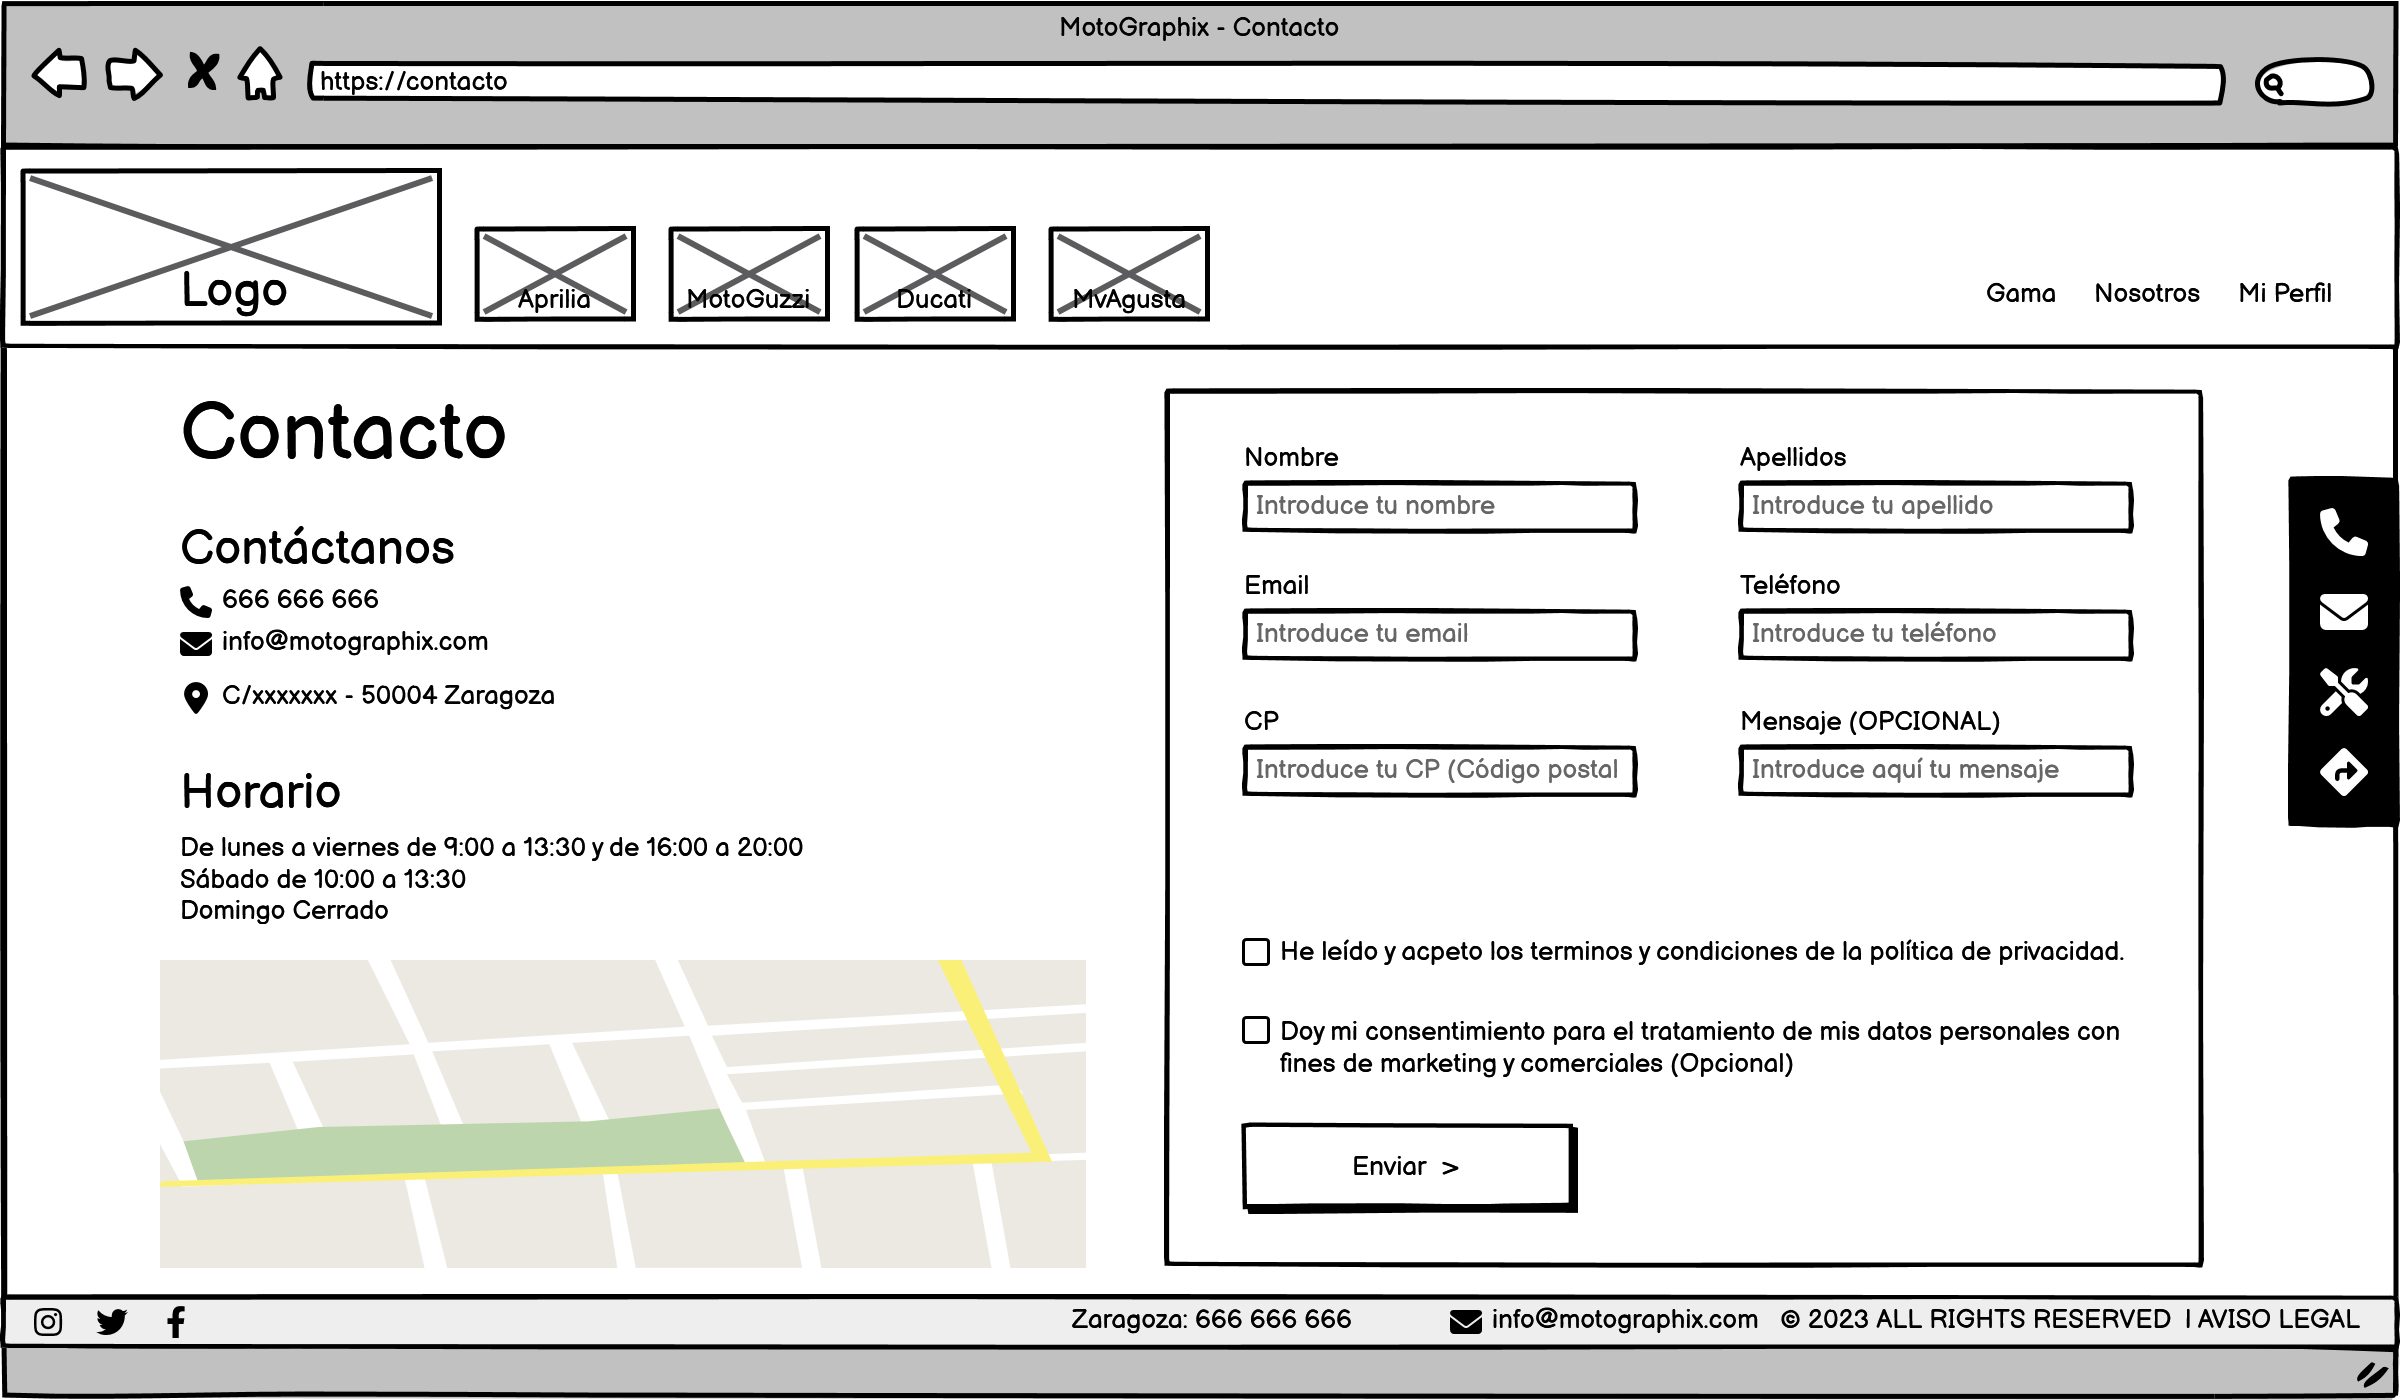 MotoGraphix - Contacto
https://contacto
Logo
Aprilia
MotoGuzzi
Ducati
MvAgusta
Gama
Nosotros
Mi Perfil
Contacto
Contáctanos
666 666 666
info@motographix.com
C/xxxxxxx - 50004 Zaragoza
Horario
De lunes a viernes de 9:00 a 13:30 y de 16:00 a 20:00
Sábado de 10:00 a 13:30
Domingo Cerrado
Nombre
Introduce tu nombre
Apellidos
Introduce tu apellido
Email
Introduce tu email
Teléfono
Introduce tu teléfono
CP
Introduce tu CP (Código postal
Mensaje (OPCIONAL)
Introduce aquí tu mensaje
He leído y acpeto los terminos y condiciones de la política de privacidad.
Doy mi consentimiento para el tratamiento de mis datos personales con
fines de marketing y comerciales (Opcional)
Enviar >
Zaragoza: 666 666 666
info@motographix.com
© 2023 ALL RIGHTS RESERVED | AVISO LEGAL